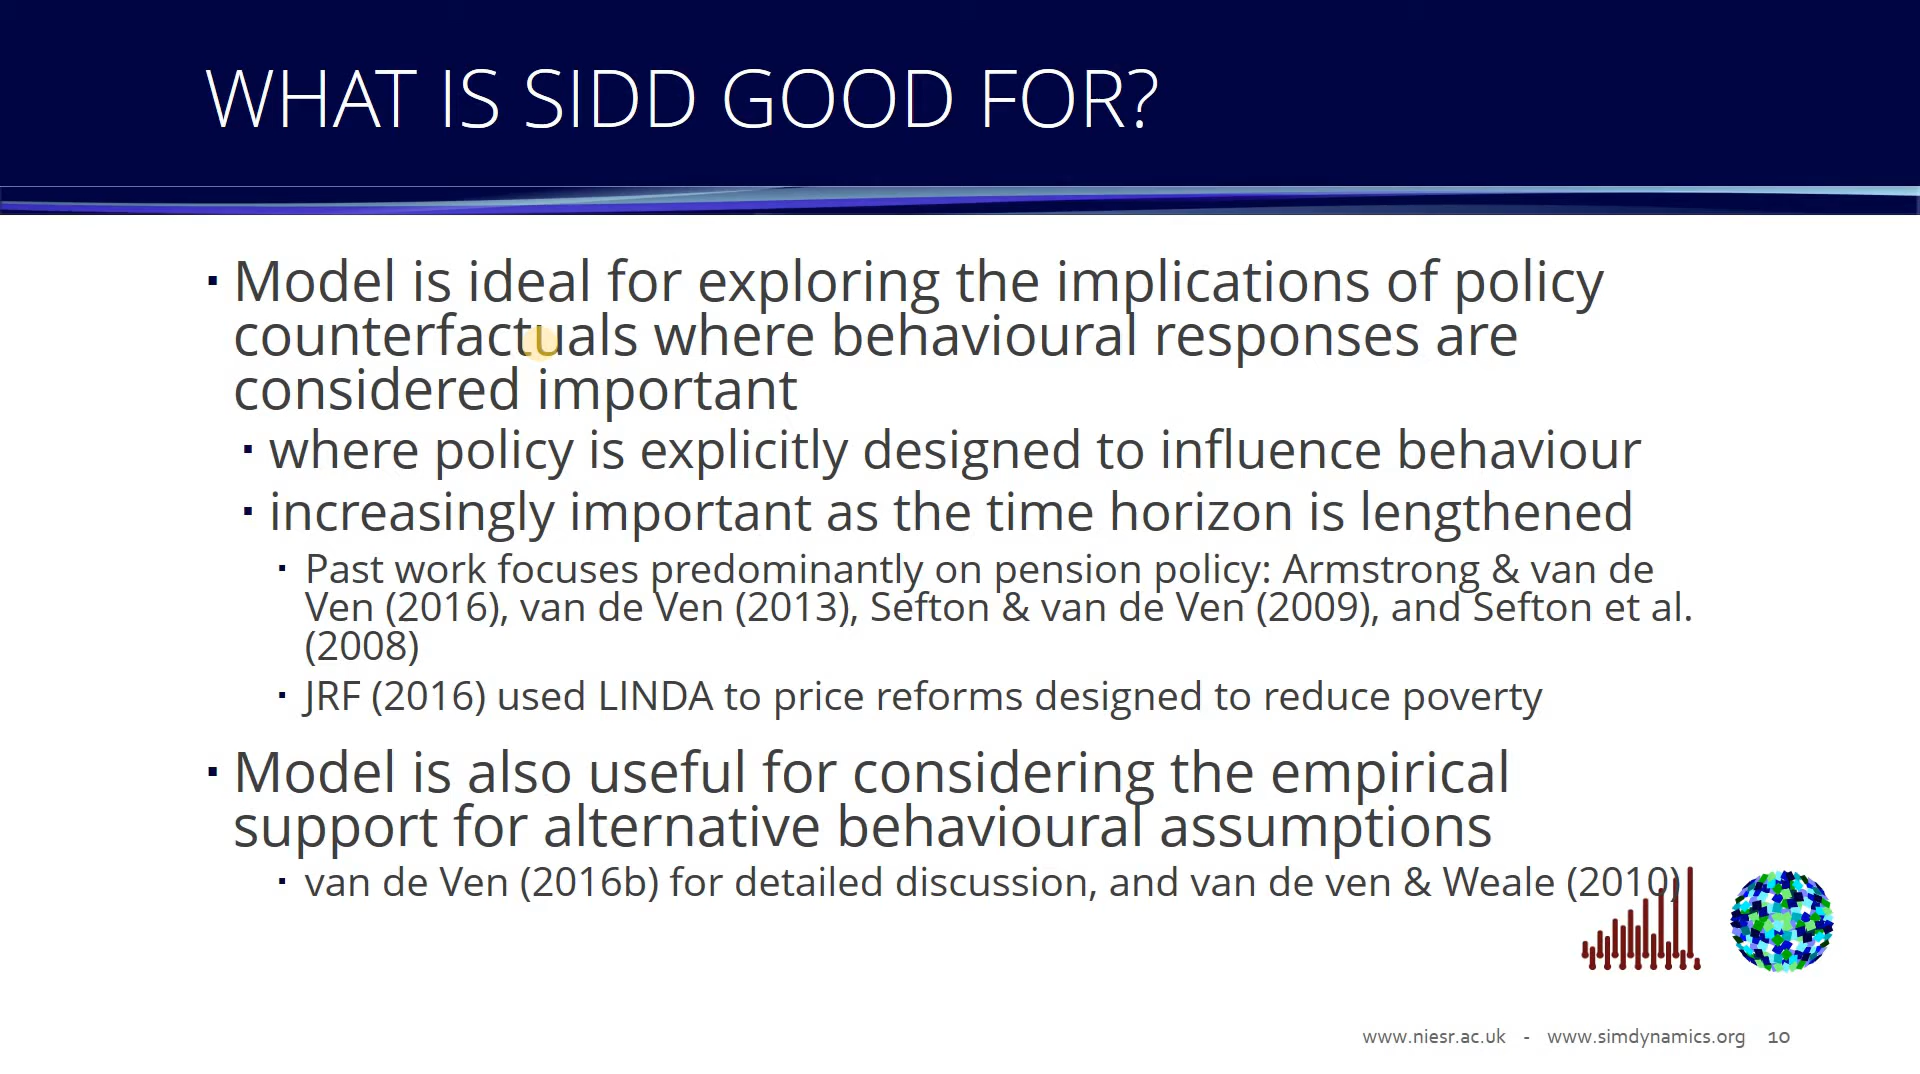 WHAT IS SIDD GOOD FOR?
▪ Model is ideal for exploring the implications of policy
counterfactuals where behavioural responses are
considered important
▪ where policy is explicitly designed to influence behaviour
▪ increasingly important as the time horizon is lengthened
▪ Past work focuses predominantly on pension policy: Armstrong & van de
Ven (2016), van de Ven (2013), Sefton & van de Ven (2009), and Sefton et al.
(2008)
▪ JRF (2016) used LINDA to price reforms designed to reduce poverty
▪ Model is also useful for considering the empirical
support for alternative behavioural assumptions
▪ van de Ven (2016b) for detailed discussion, and van de ven & Weale (2010)
www.niesr.ac.uk - www.simdynamics.org 10